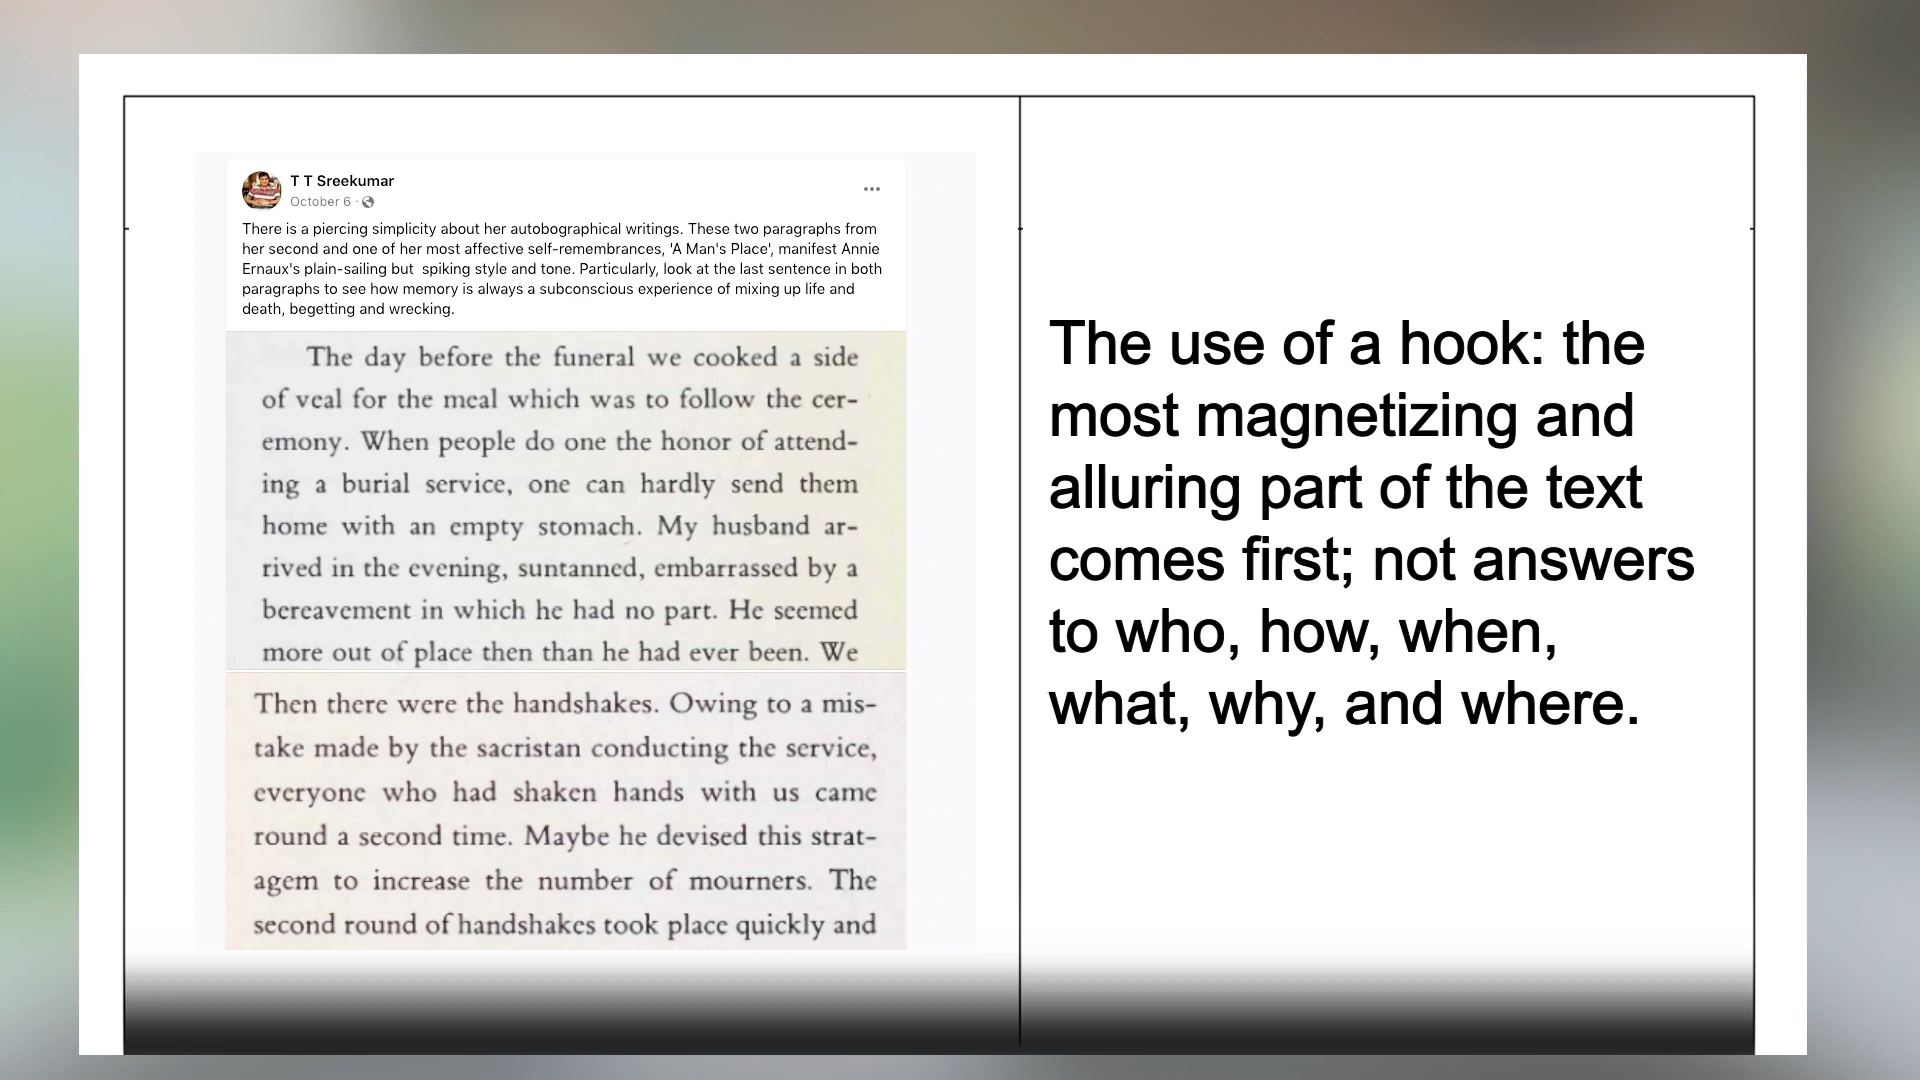 T T Sreekumar
October 6 ·
There is a piercing simplicity about her autobographical writings. These two paragraphs from
her second and one of her most affective self-remembrances, 'A Man's Place', manifest Annie
Ernaux's plain-sailing but  spiking style and tone. Particularly, look at the last sentence in both
paragraphs to see how memory is always a subconscious experience of mixing up life and
death, begetting and wrecking.
The day before the funeral we cooked a side
of veal for the meal which was to follow the cer-
emony. When people do one the honor of attend-
ing a burial service, one can hardly send them
home with an empty stomach. My husband ar-
rived in the evening, suntanned, embarrassed by a
bereavement in which he had no part. He seemed
more out of place then than he had ever been. We
Then there were the handshakes. Owing to a mis-
take made by the sacristan conducting the service,
everyone who had shaken hands with us came
round a second time. Maybe he devised this strat-
agem to increase the number of mourners. The
second round of handshakes took place quickly and
The use of a hook: the
most magnetizing and
alluring part of the text
comes first; not answers
to who, how, when,
what, why, and where.